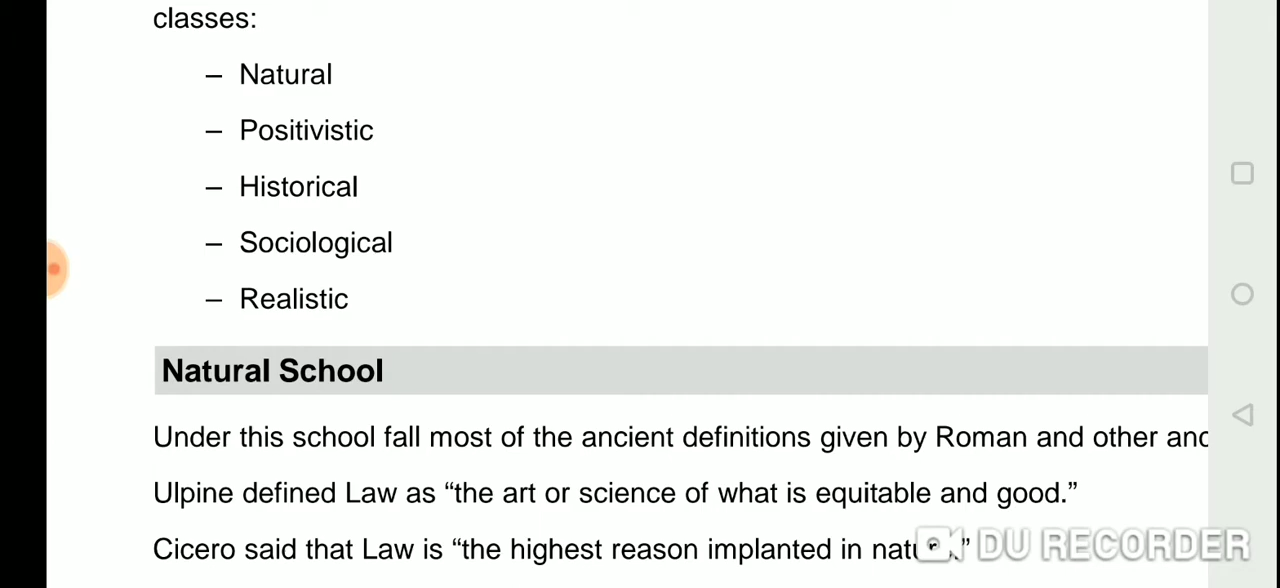 classes:
– Natural
– Positivistic
– Historical
– Sociological
– Realistic
Natural School
Under this school fall most of the ancient definitions given by Roman and other anc
Ulpine defined Law as “the art or science of what is equitable and good.”
Cicero said that Law is “the highest reason implanted in nature.”
DU RECORDER